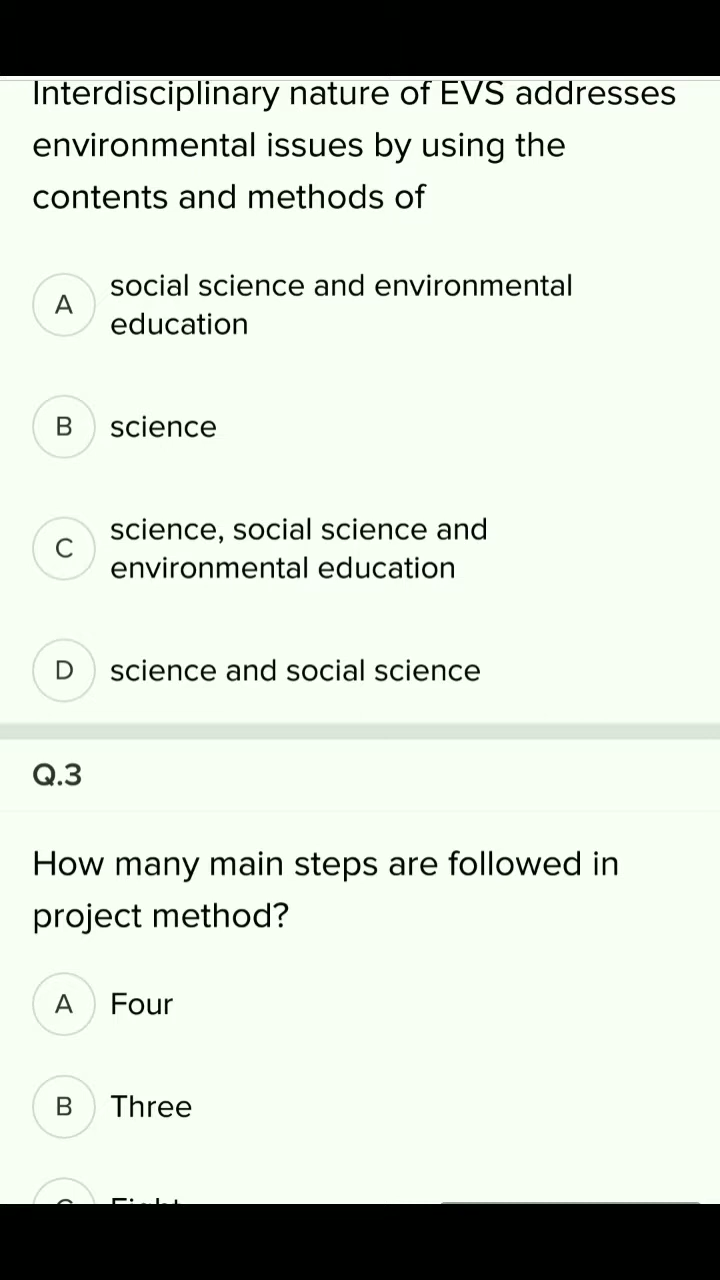 Interdisciplinary nature of EVS addresses
environmental issues by using the
contents and methods of
A
social science and environmental
education
B
science
C
science, social science and
environmental education
D
science and social science
Q.3
How many main steps are followed in
project method?
A
Four
B
Three